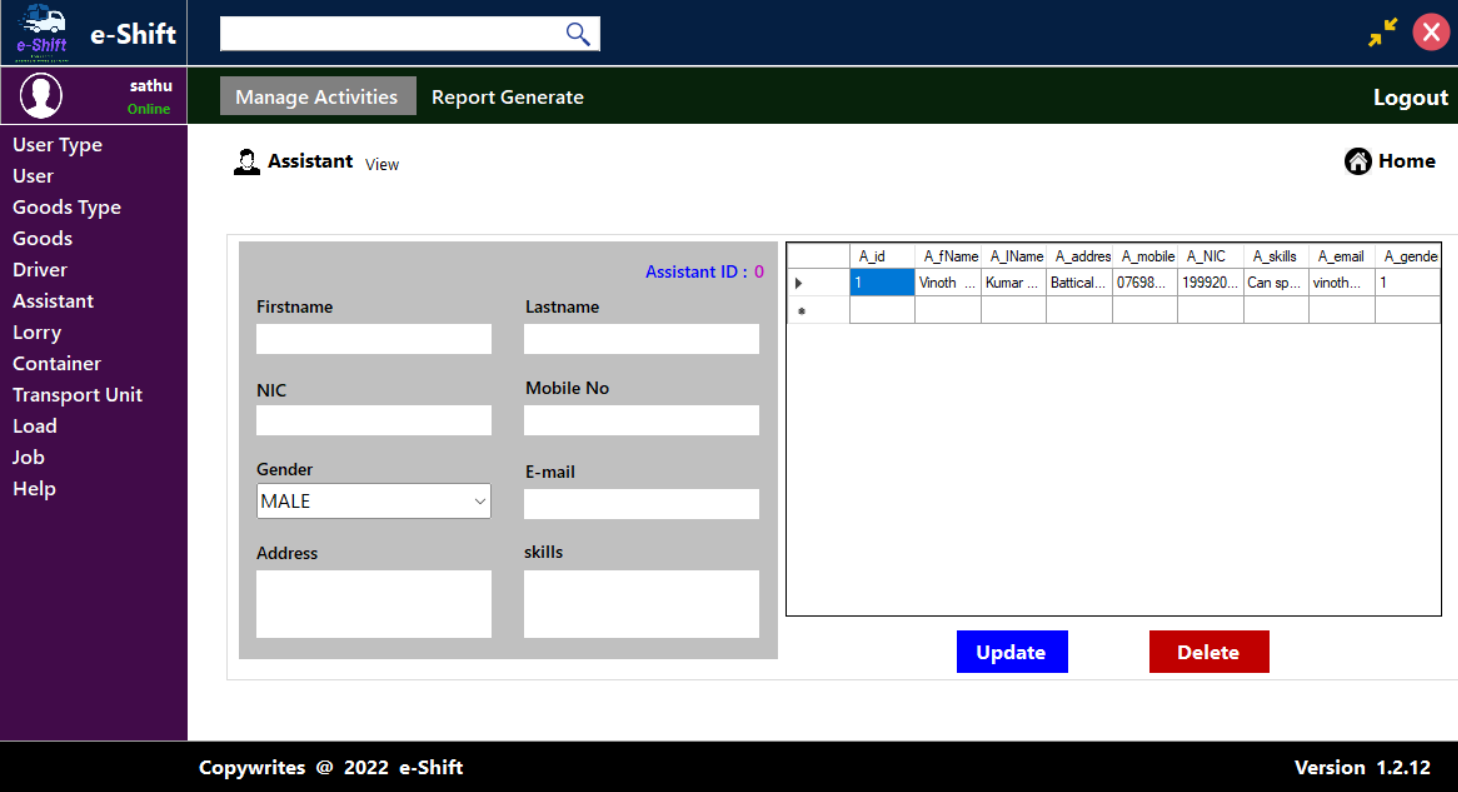 e-Shift
e-Shift
sathu
Online
Manage Activities
Report Generate
Logout
User Type
User
Goods Type
Goods
Driver
Assistant
Lorry
Container
Transport Unit
Load
Job
Help
Assistant View
Home
Assistant ID : 0
Firstname
Lastname
NIC
Mobile No
Gender
MALE
E-mail
Address
skills
A_id A_fName A_lName A_addres A_mobile A_NIC A_skills A_email A_gende
1 Vinoth ... Kumar ... Battical... 07698... 199920... Can sp... vinoth... 1
Update
Delete
Copywrites @ 2022 e-Shift
Version 1.2.12